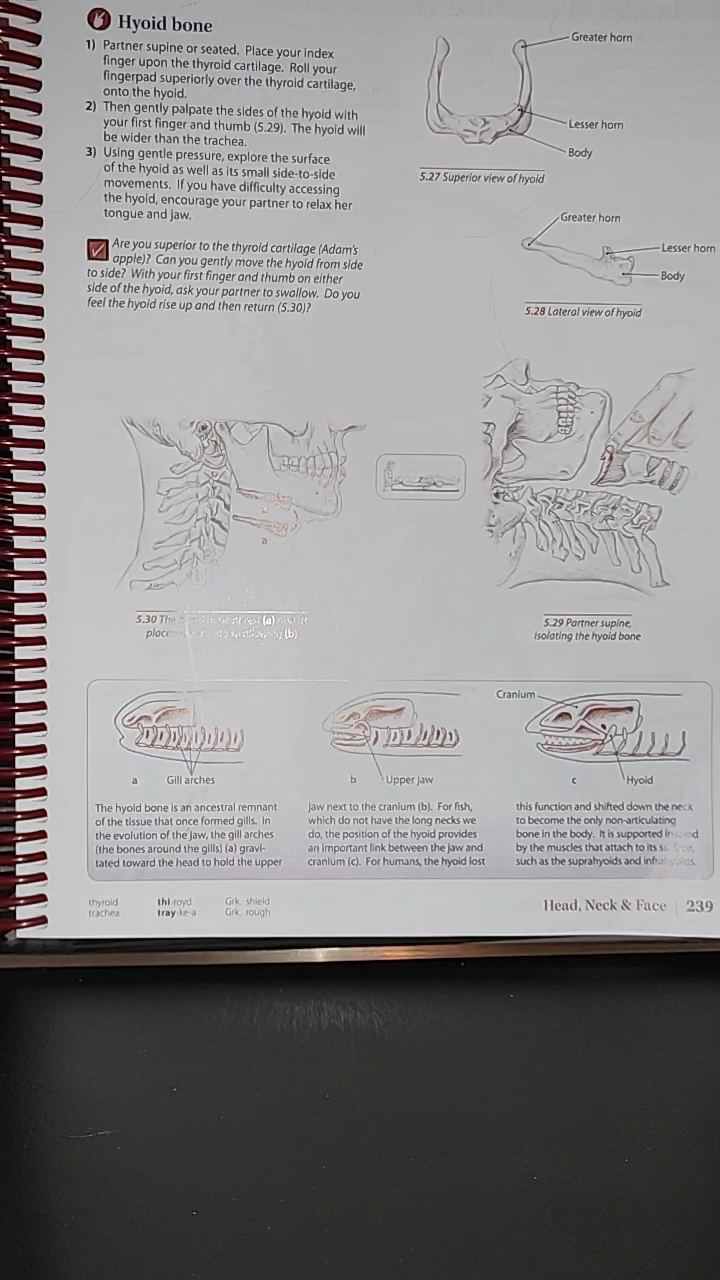 Hyoid bone
1) Partner supine or seated. Place your index
finger upon the thyroid cartilage. Roll your
fingerpad superiorly over the thyroid cartilage,
onto the hyoid.
2) Then gently palpate the sides of the hyoid with
your first finger and thumb (5.29). The hyoid will
be wider than the trachea.
3) Using gentle pressure, explore the surface
of the hyoid as well as its small side-to-side
movements. If you have difficulty accessing
the hyoid, encourage your partner to relax her
tongue and jaw.
Are you superior to the thyroid cartilage (Adam's
apple)? Can you gently move the hyoid from side
to side? With your first finger and thumb on either
side of the hyoid, ask your partner to swallow. Do you
feel the hyoid rise up and then return (5.30)?
Greater horn
Lesser horn
Body
5.27 Superior view of hyoid
Greater horn
Lesser horn
Body
5.28 Lateral view of hyoid
a
5.30 The (a)
(b)
5.29 Partner supine,
isolating the hyoid bone
a Gill arches
b Upper jaw
Cranium
c Hyoid
The hyoid bone is an ancestral remnant
of the tissue that once formed gills. In
the evolution of the jaw, the gill arches
(the bones around the gills) (a) gravi-
tated toward the head to hold the upper
jaw next to the cranium (b). For fish,
which do not have the long necks we
do, the position of the hyoid provides
an important link between the jaw and
cranium (c). For humans, the hyoid lost
this function and shifted down the neck
to become the only non-articulating
bone in the body. It is supported
by the muscles that attach to its
such as the suprahyoids and infrahyoids.
thyroid thi-royd Grk. shield
trachea tray-ke-a Grk. rough
Head, Neck & Face | 239